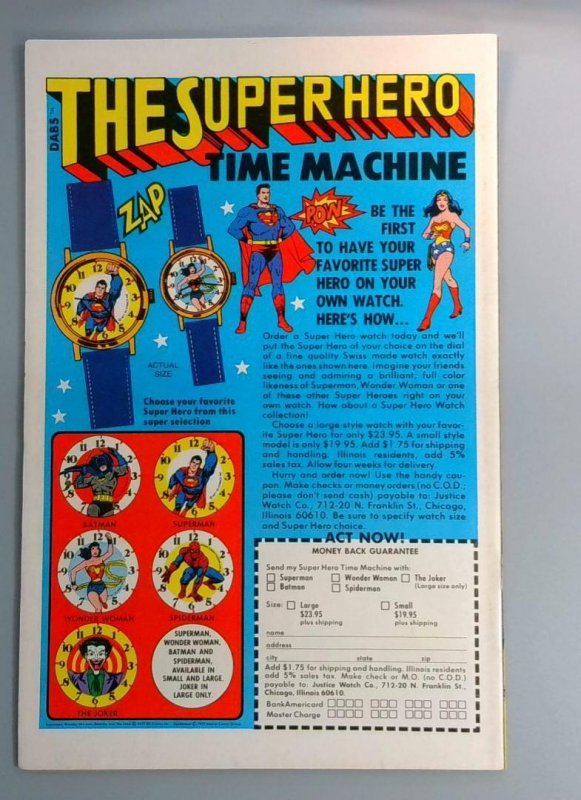 DAB5
THE SUPER HERO
TIME MACHINE
ZAP
POW
BE THE
FIRST
TO HAVE YOUR
FAVORITE SUPER
HERO ON YOUR
OWN WATCH.
HERE'S HOW...
ACTUAL
SIZE
Choose your favorite
Super Hero from this
super selection
Order a Super Hero watch today and we'll
put the Super Hero of your choice on the dial
of a fine quality Swiss made watch exactly
like the ones shown here. Imagine your friends
seeing and admiring a brilliant, full color
likeness of Superman, Wonder Woman or one
of these other Super Heroes right on your
own watch. How about a Super Hero Watch
collection!
Choose a large style watch with your favor-
ite Super Hero for only $23.95. A small style
model is only $19.95. Add $1.75 for shipping
and handling. Illinois residents, add 5%
sales tax. Allow four weeks for delivery.
Hurry and order now! Use the handy cou-
pon. Make checks or money orders (no C.O.D.;
please don't send cash) payable to: Justice
Watch Co., 712-20 N. Franklin St., Chicago,
Illinois 60610. Be sure to specify watch size
and Super Hero choice.
BATMAN
SUPERMAN
WONDER WOMAN
SPIDERMAN
THE JOKER
SUPERMAN,
WONDER WOMAN,
BATMAN AND
SPIDERMAN,
AVAILABLE IN
SMALL AND LARGE.
JOKER IN
LARGE ONLY.
ACT NOW!
MONEY BACK GUARANTEE
Send my Super Hero Time Machine with:
Superman Wonder Woman The Joker
Batman Spiderman (Large size only)
Size: Large Small
$23.95 $19.95
plus shipping plus shipping
name
address
city state zip
Add $1.75 for shipping and handling. Illinois residents
add 5% sales tax. Make check or M.O. (no C.O.D.)
payable to: Justice Watch Co., 712-20 N. Franklin St.,
Chicago, Illinois 60610.
BankAmericard
Master Charge